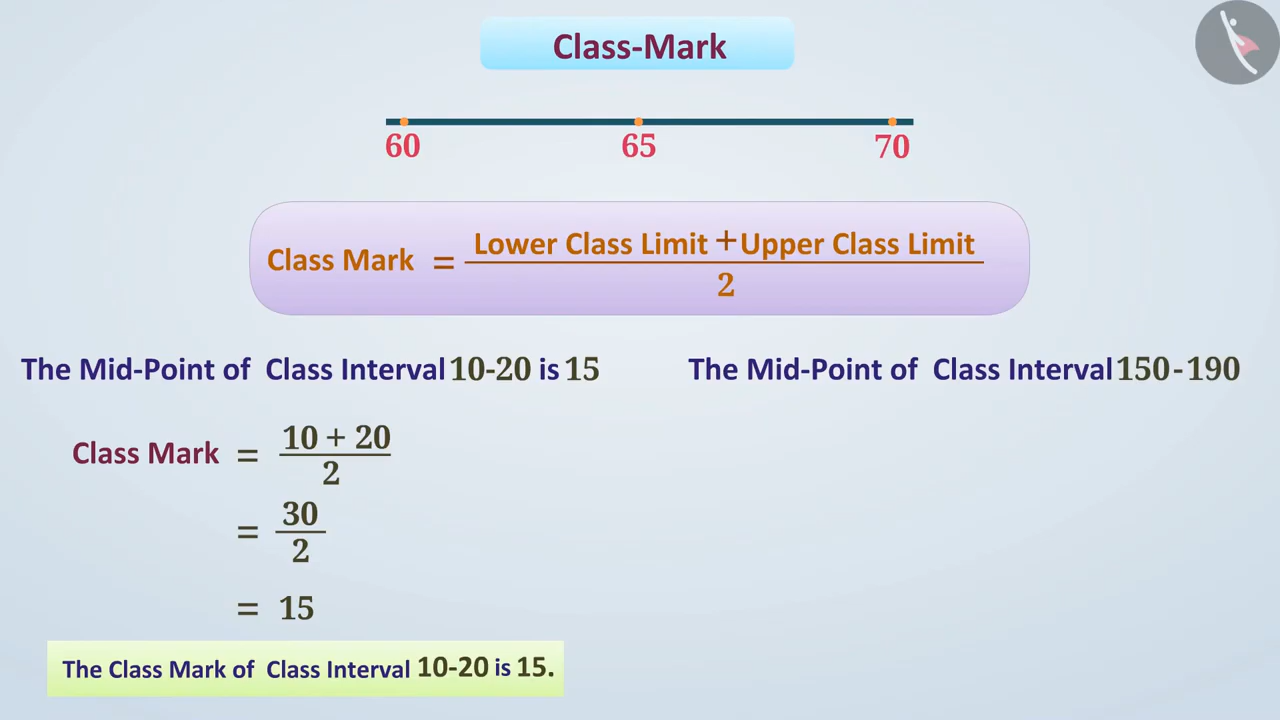 Class-Mark
60 65 70
Class Mark = Lower Class Limit + Upper Class Limit
2
The Mid-Point of Class Interval 10-20 is 15
Class Mark = 10 + 20
2
= 30
2
= 15
The Class Mark of Class Interval 10-20 is 15.
The Mid-Point of Class Interval 150-190